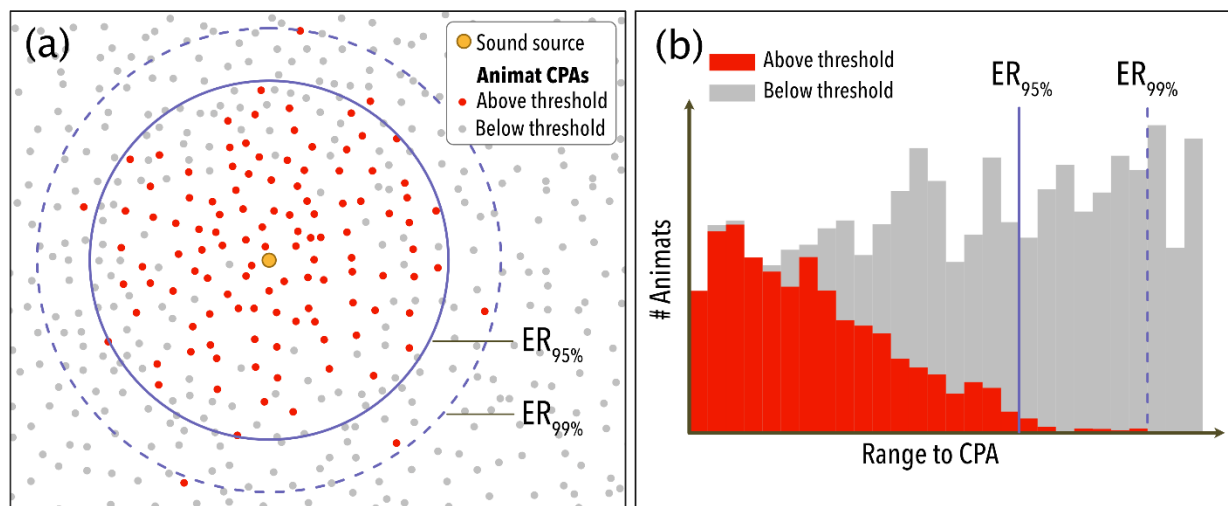 (a)
Sound source
Animat CPAs
Above threshold
Below threshold
ER95%
ER99%
(b)
Above threshold
Below threshold
ER95%
ER99%
# Animats
Range to CPA